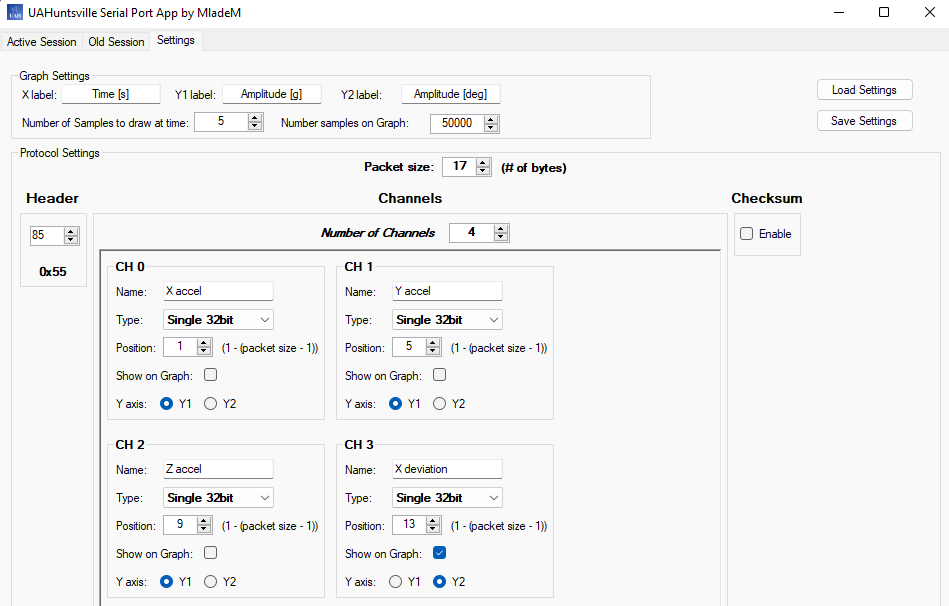 UAHuntsville Serial Port App by MladeM
Active Session Old Session Settings
Graph Settings
X label: Time [s] Y1 label: Amplitude [g] Y2 label: Amplitude [deg] Load Settings
Number of Samples to draw at time: 5 Number samples on Graph: 50000 Save Settings
Protocol Settings
Packet size: 17 (# of bytes)
Header Channels Checksum
85 Number of Channels 4 Enable
0x55
CH 0 CH 1
Name: X accel Name: Y accel
Type: Single 32bit Type: Single 32bit
Position: 1 (1 - (packet size - 1)) Position: 5 (1 - (packet size - 1))
Show on Graph: Show on Graph:
Y axis: Y1 Y2 Y axis: Y1 Y2
CH 2 CH 3
Name: Z accel Name: X deviation
Type: Single 32bit Type: Single 32bit
Position: 9 (1 - (packet size - 1)) Position: 13 (1 - (packet size - 1))
Show on Graph: Show on Graph:
Y axis: Y1 Y2 Y axis: Y1 Y2